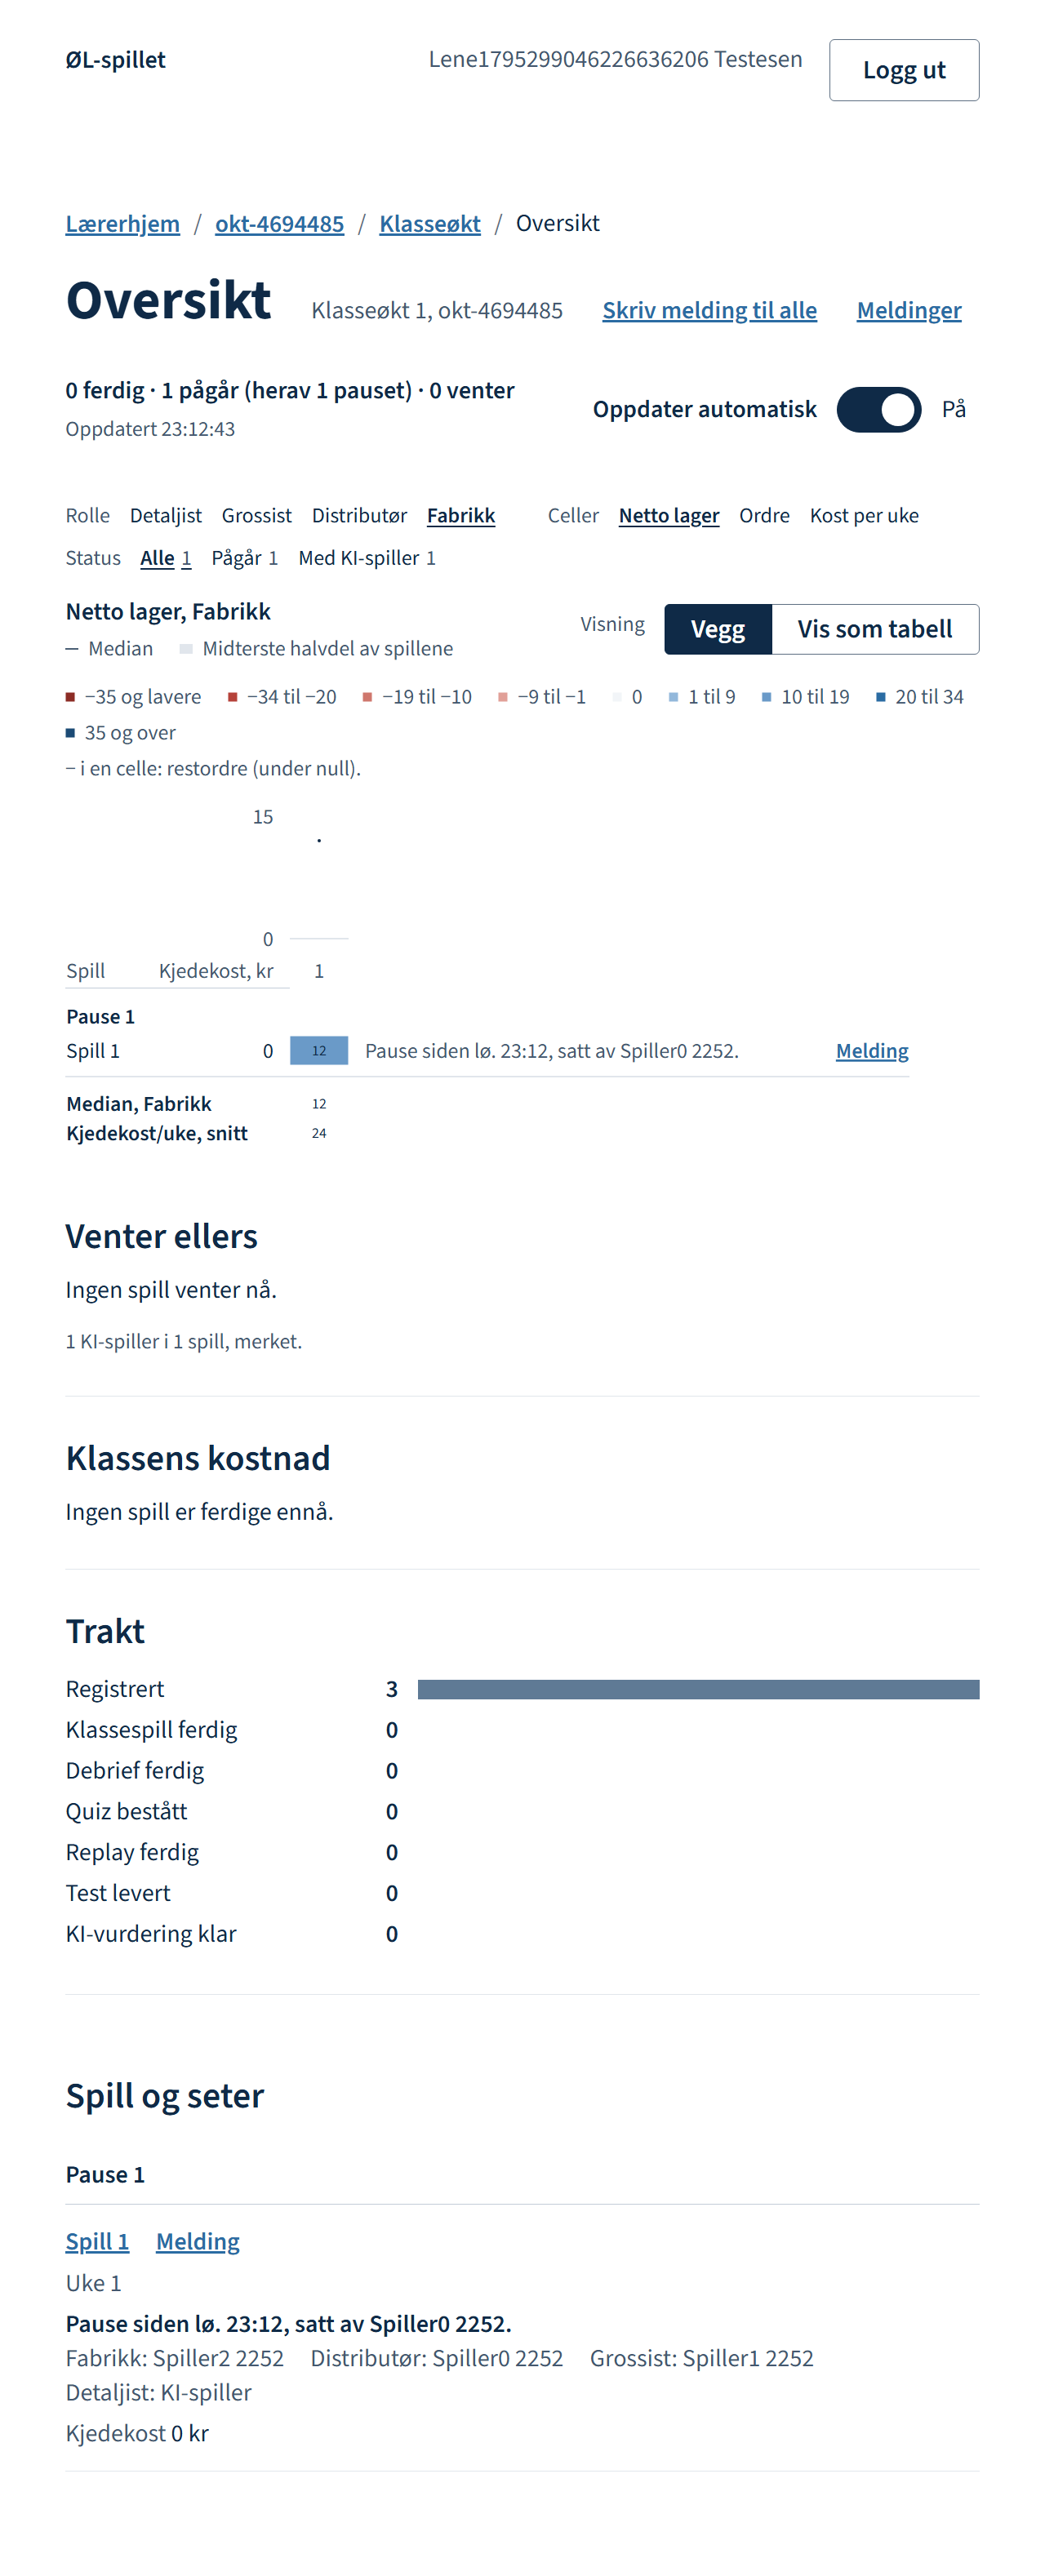 ØL-spillet
Lene1795299046226636206 Testesen
Logg ut
Lærerhjem / okt-4694485 / Klasseøkt / Oversikt
Oversikt Klasseøkt 1, okt-4694485 Skriv melding til alle Meldinger
0 ferdig · 1 pågår (herav 1 pauset) · 0 venter
Oppdatert 23:12:43
Oppdater automatisk På
Rolle Detaljist Grossist Distributør Fabrikk Celler Netto lager Ordre Kost per uke
Status Alle 1 Pågår 1 Med KI-spiller 1
Netto lager, Fabrikk
Median Midterste halvdel av spillene
Visning Vegg Vis som tabell
−35 og lavere −34 til −20 −19 til −10 −9 til −1 0 1 til 9 10 til 19 20 til 34
35 og over
− i en celle: restordre (under null).
15
0
Spill Kjedekost, kr 1
Pause 1
Spill 1 0 12 Pause siden lø. 23:12, satt av Spiller0 2252. Melding
Median, Fabrikk 12
Kjedekost/uke, snitt 24
Venter ellers
Ingen spill venter nå.
1 KI-spiller i 1 spill, merket.
Klassens kostnad
Ingen spill er ferdige ennå.
Trakt
Registrert 3
Klassespill ferdig 0
Debrief ferdig 0
Quiz bestått 0
Replay ferdig 0
Test levert 0
KI-vurdering klar 0
Spill og seter
Pause 1
Spill 1 Melding
Uke 1
Pause siden lø. 23:12, satt av Spiller0 2252.
Fabrikk: Spiller2 2252 Distributør: Spiller0 2252 Grossist: Spiller1 2252
Detaljist: KI-spiller
Kjedekost 0 kr